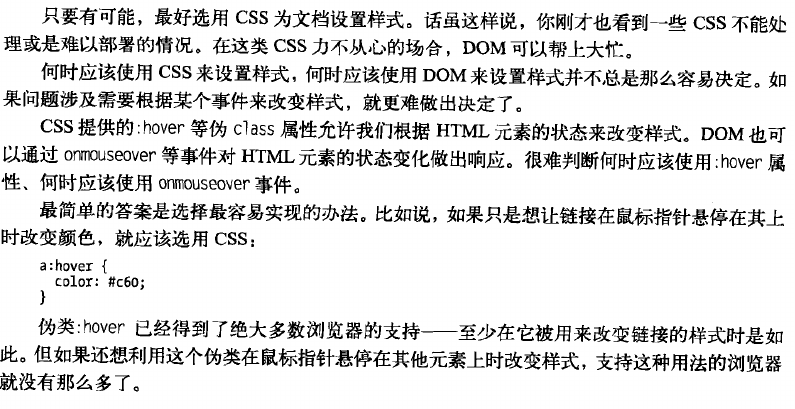 只要有可能，最好选用 CSS 为文档设置样式。话虽这样说，你刚才也看到一些 CSS 不能处
理或是难以部署的情况。在这类 CSS 力不从心的场合，DOM 可以帮上大忙。
何时应该使用 CSS 来设置样式，何时应该使用 DOM 来设置样式并不总是那么容易决定。如
果问题涉及需要根据某个事件来改变样式，就更难做出决定了。
CSS 提供的:hover 等伪 class 属性允许我们根据 HTML 元素的状态来改变样式。DOM 也可
以通过 onmouseover 等事件对 HTML 元素的状态变化做出响应。很难判断何时应该使用:hover 属
性、何时应该使用 onmouseover 事件。
最简单的答案是选择最容易实现的办法。比如说，如果只是想让链接在鼠标指针悬停在其上
时改变颜色，就应该选用 CSS：
a:hover {
color: #c60;
}
伪类:hover 已经得到了绝大多数浏览器的支持——至少在它被用来改变链接的样式时是如
此。但如果还想利用这个伪类在鼠标指针悬停在其他元素上时改变样式，支持这种用法的浏览器
就没有那么多了。